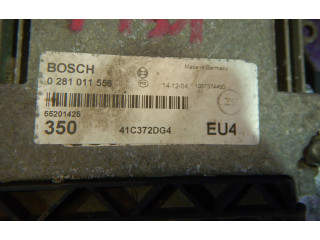 BOSCH
Made in Germany
0 281 011 556
14-12-04
55201425
350
41C372DG4
EU4